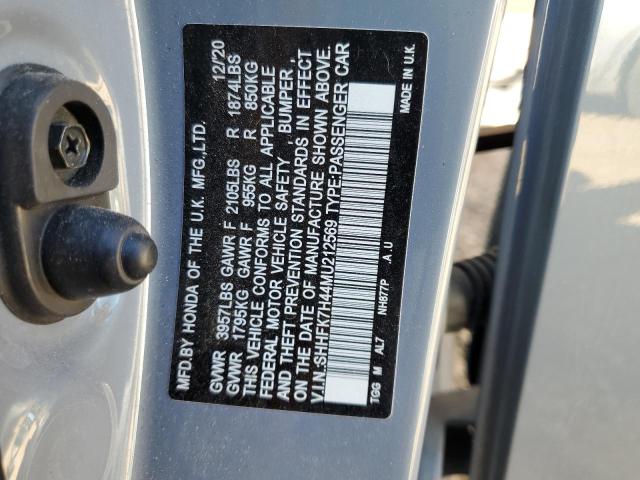 MFD.BY HONDA OF THE U.K. MFG.,LTD. 12/20
GVWR 3957LBS GAWR F 2105LBS R 1874LBS
GVWR 1795KG GAWR F 955KG R 850KG
THIS VEHICLE CONFORMS TO ALL APPLICABLE
FEDERAL MOTOR VEHICLE SAFETY , BUMPER ,
AND THEFT PREVENTION STANDARDS IN EFFECT
ON THE DATE OF MANUFACTURE SHOWN ABOVE.
V.I.N.:SHHFK7H44MU212569 TYPE:PASSENGER CAR
NH877P A U MADE IN U.K.
TGG M AL7